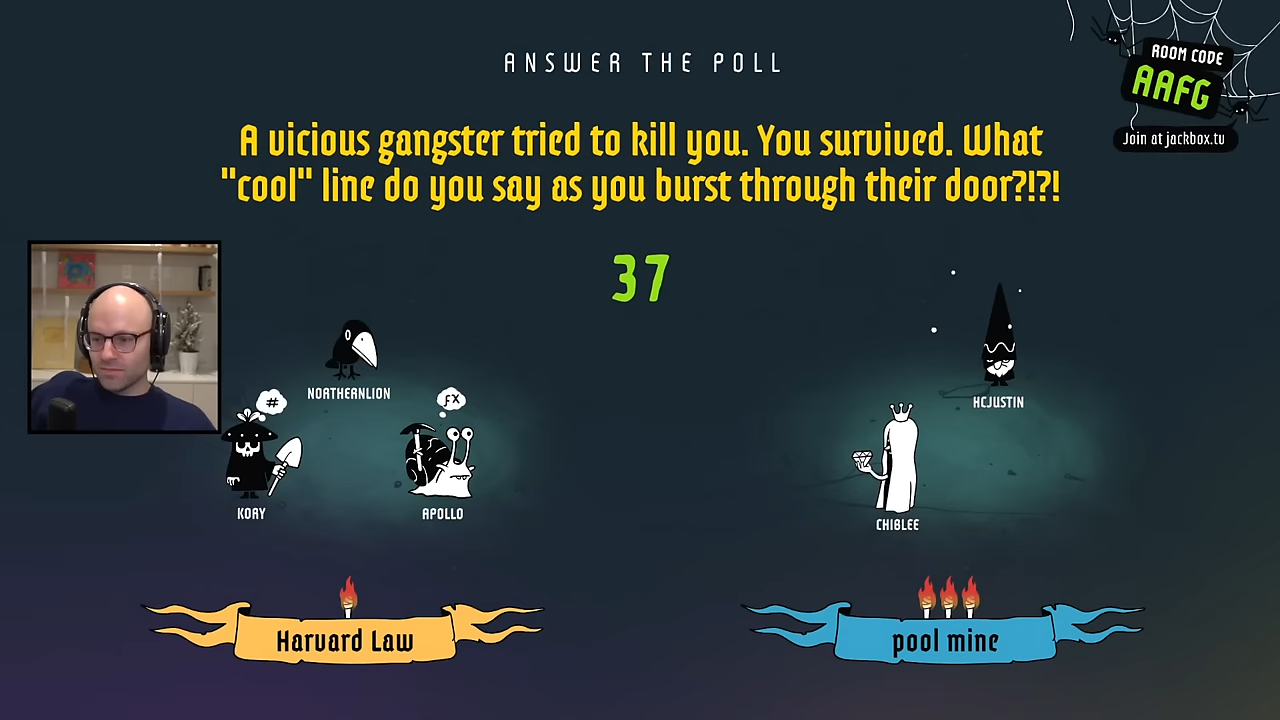 ANSWER THE POLL
ROOM CODE
AAFG
Join at jackbox.tv
A vicious gangster tried to kill you. You survived. What
"cool" line do you say as you burst through their door?!?!
37
NORTHERNLION
HCJUSTIN
#
ƒX
KORY
APOLLO
CHIBLEE
Harvard Law
pool mine